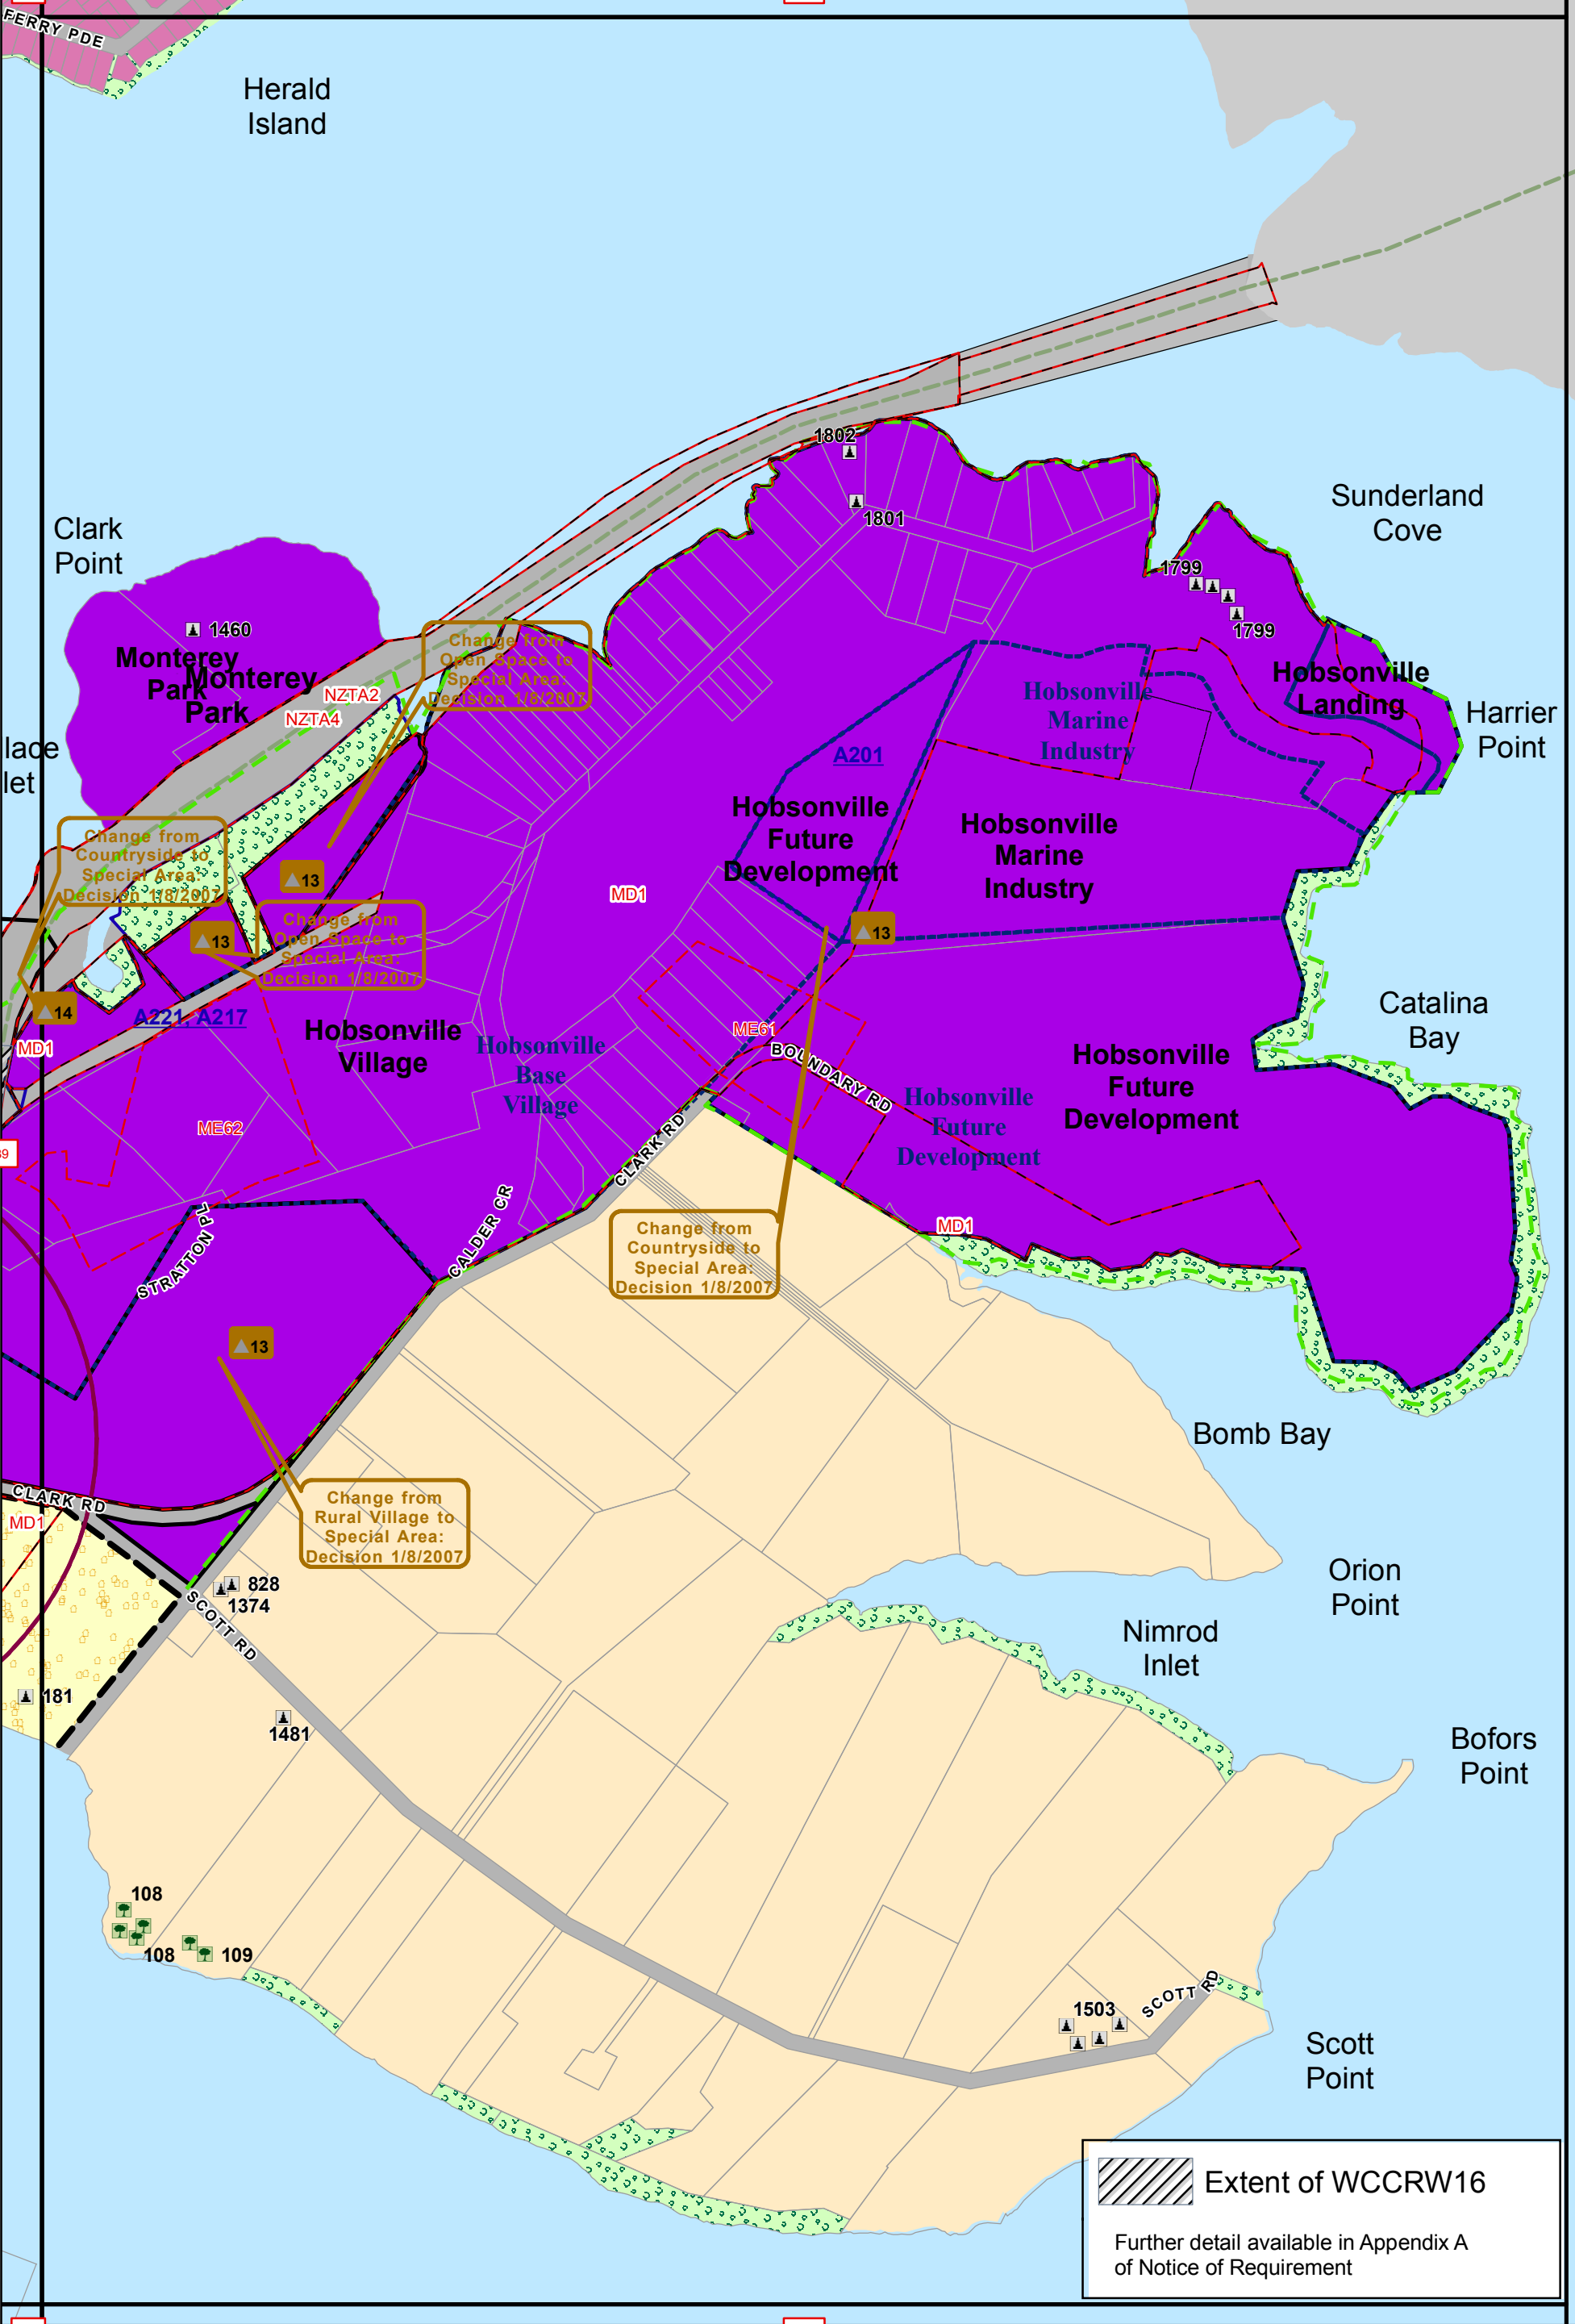 FERRY PDE
Herald
Island
1802
1801
Sunderland
Cove
Clark
Point
1799
1799
1460
Monterey
Park
Monterey
Park
NZTA2
NZTA4
Change from
Open Space to
Special Area:
Decision 1/8/2007
Hobsonville
Landing
Hobsonville
Marine
Industry
Harrier
Point
lace
let
A201
Hobsonville
Future
Development
Hobsonville
Marine
Industry
Change from
Countryside to
Special Area:
Decision 1/8/2007
13
MD1
13
13
Change from
Open Space to
Special Area:
Decision 1/8/2007
14
A221, A217
MD1
Hobsonville
Village
Hobsonville
Base
Village
ME61
BOUNDARY RD
Catalina
Bay
Hobsonville
Future
Development
Hobsonville
Future
Development
ME62
39
CLARK RD
STRATTON PL
CALDER CR
MD1
Change from
Countryside to
Special Area:
Decision 1/8/2007
13
Bomb Bay
CLARK RD
MD1
Change from
Rural Village to
Special Area:
Decision 1/8/2007
828
1374
SCOTT RD
Orion
Point
Nimrod
Inlet
181
1481
Bofors
Point
108
108
109
1503
SCOTT RD
Scott
Point
Extent of WCCRW16
Further detail available in Appendix A
of Notice of Requirement